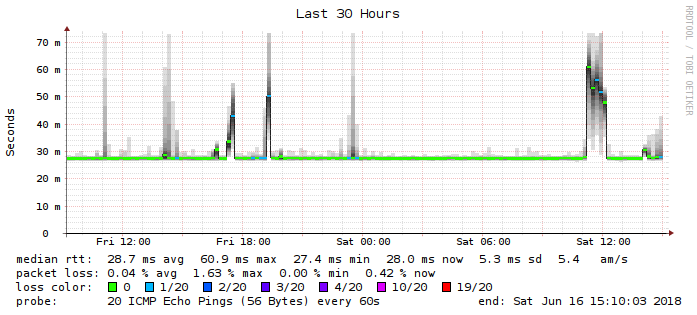 Last 30 Hours
RRDTOOL / TOBI OETIKER
Seconds
70 m
60 m
50 m
40 m
30 m
20 m
10 m
0
Fri 12:00 Fri 18:00 Sat 00:00 Sat 06:00 Sat 12:00
median rtt: 28.7 ms avg 60.9 ms max 27.4 ms min 28.0 ms now 5.3 ms sd 5.4 am/s
packet loss: 0.04 % avg 1.63 % max 0.00 % min 0.42 % now
loss color: 0 1/20 2/20 3/20 4/20 10/20 19/20
probe: 20 ICMP Echo Pings (56 Bytes) every 60s end: Sat Jun 16 15:10:03 2018